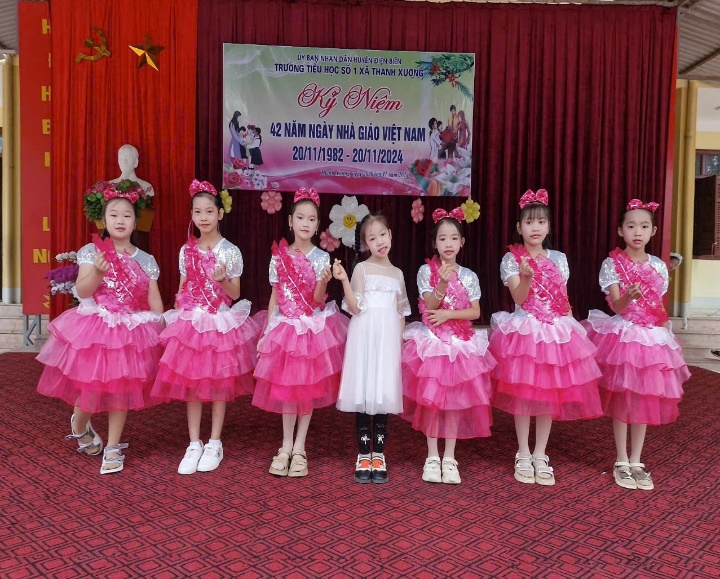 ỦY BAN NHÂN DÂN HUYỆN ĐIỆN BIÊN
TRƯỜNG TIỂU HỌC SỐ 1 XÃ THANH XƯƠNG
Kỷ Niệm
42 NĂM NGÀY NHÀ GIÁO VIỆT NAM
20/11/1982 - 20/11/2024